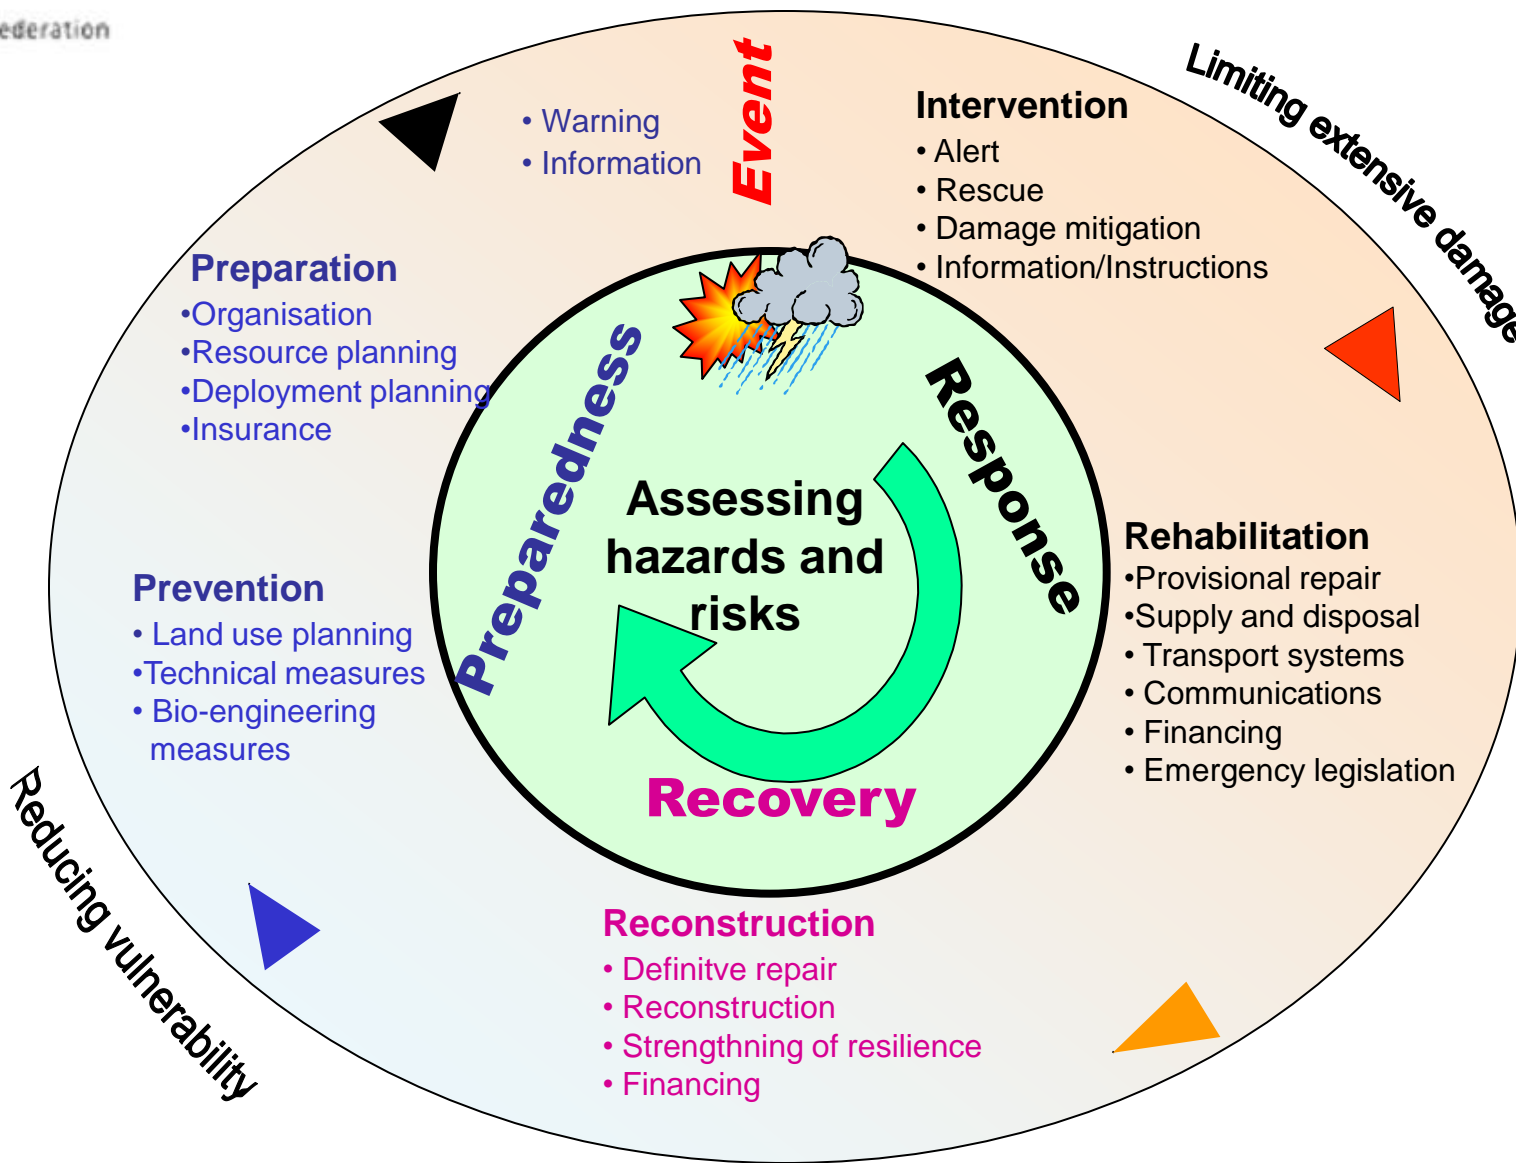 ederation
Event
• Warning
• Information
Intervention
• Alert
• Rescue
• Damage mitigation
• Information/Instructions
Limiting extensive damage
Preparation
•Organisation
•Resource planning
•Deployment planning
•Insurance
Preparedness
Response
Assessing
hazards and
risks
Rehabilitation
•Provisional repair
•Supply and disposal
• Transport systems
• Communications
• Financing
• Emergency legislation
Prevention
• Land use planning
•Technical measures
• Bio-engineering
measures
Recovery
Reducing vulnerability
Reconstruction
• Definitve repair
• Reconstruction
• Strengthning of resilience
• Financing